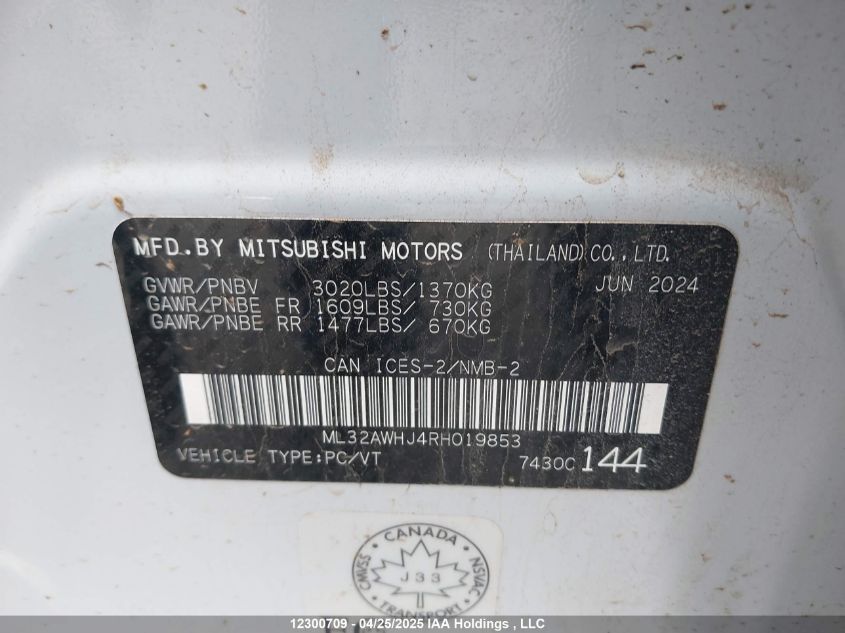 MFD.BY MITSUBISHI MOTORS (THAILAND) CO., LTD.
GVWR/PNBV 3020LBS/1370KG JUN 2024
GAWR/PNBE FR 1609LBS/ 730KG
GAWR/PNBE RR 1477LBS/ 670KG
CAN ICES-2/NMB-2
ML32AWHJ4RH019853
VEHICLE TYPE:PC/VT 7430C 144
CANADA
CMVSS J33 NSVAC
TRANSPORT
12300709 - 04/25/2025 IAA Holdings , LLC